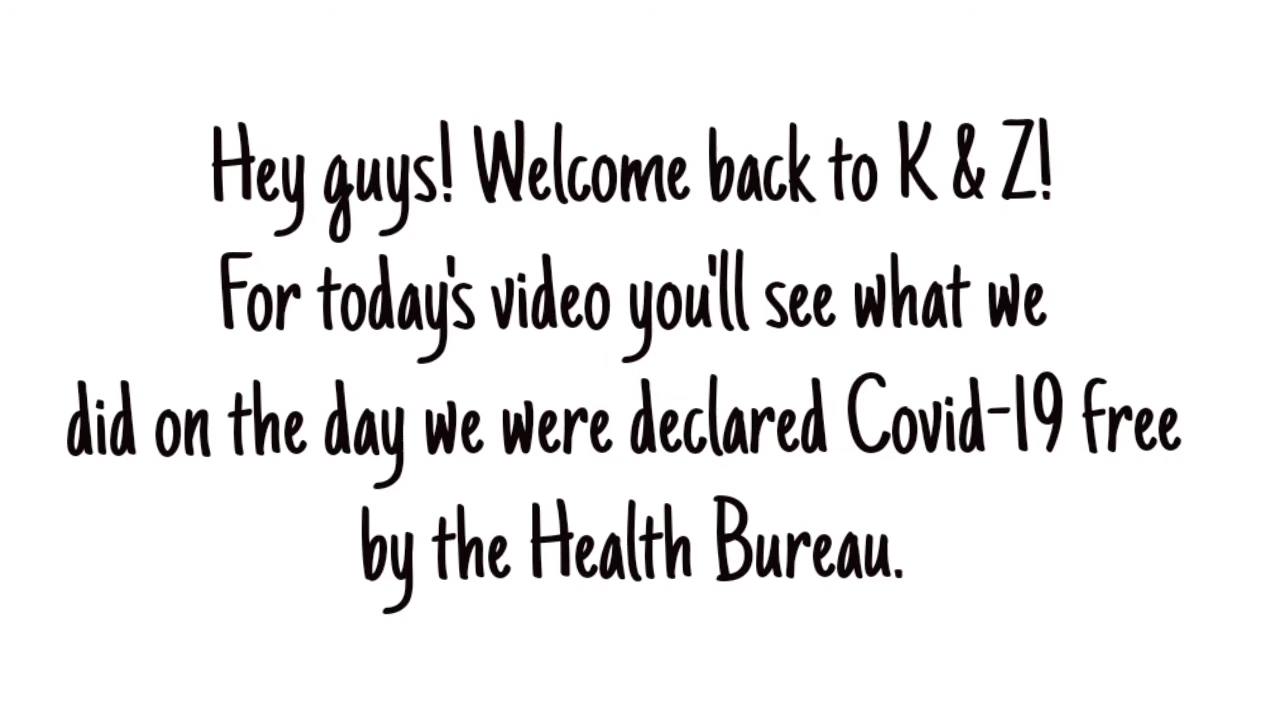 Hey guys! Welcome back to K & Z!
For today's video you'll see what we
did on the day we were declared Covid-19 free
by the Health Bureau.